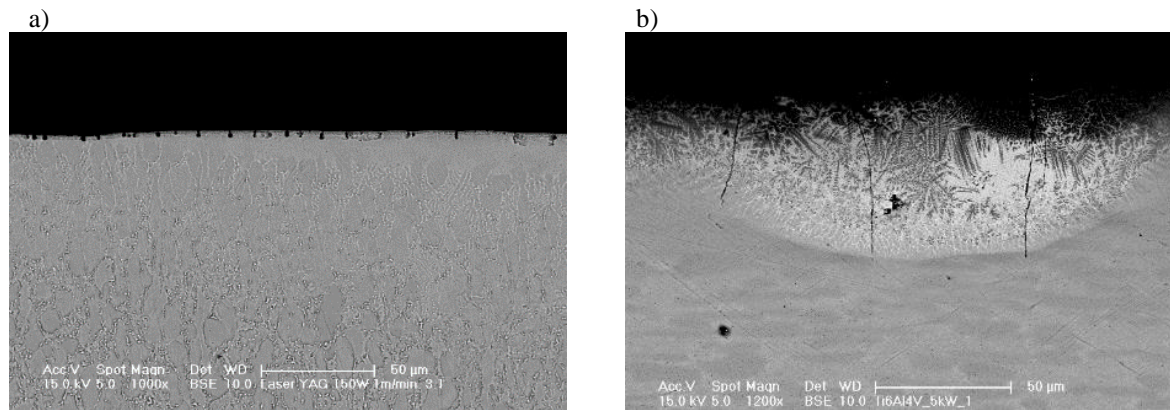 a)
b)
Acc.V Spot Magn Det WD 50 µm
15.0 kV 5.0 1000x BSE 10.0 Laser YAG 150W 1m/min 3.1
Acc.V Spot Magn Det WD 50 µm
15.0 kV 5.0 1200x BSE 10.0 Ti6Al4V_5kW_1